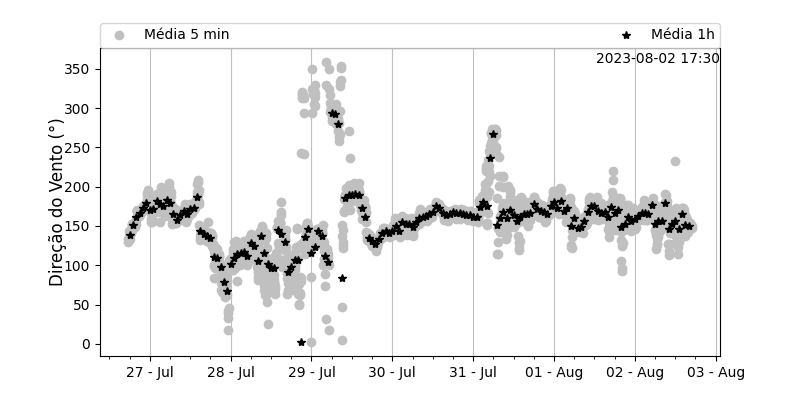 Média 5 min
Média 1h
2023-08-02 17:30
Direção do Vento (°)
350
300
250
200
150
100
50
0
27 - Jul
28 - Jul
29 - Jul
30 - Jul
31 - Jul
01 - Aug
02 - Aug
03 - Aug